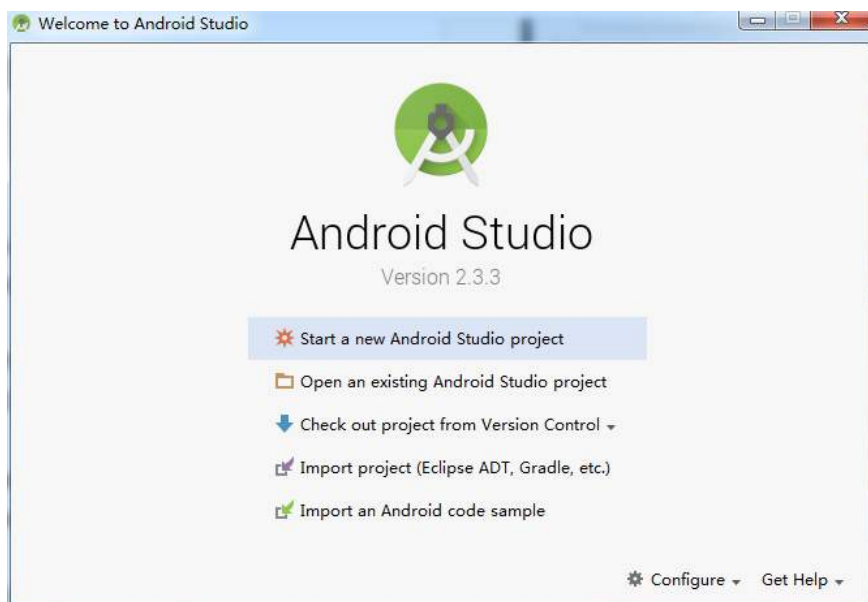 Welcome to Android Studio
Android Studio
Version 2.3.3
Start a new Android Studio project
Open an existing Android Studio project
Check out project from Version Control
Import project (Eclipse ADT, Gradle, etc.)
Import an Android code sample
Configure Get Help